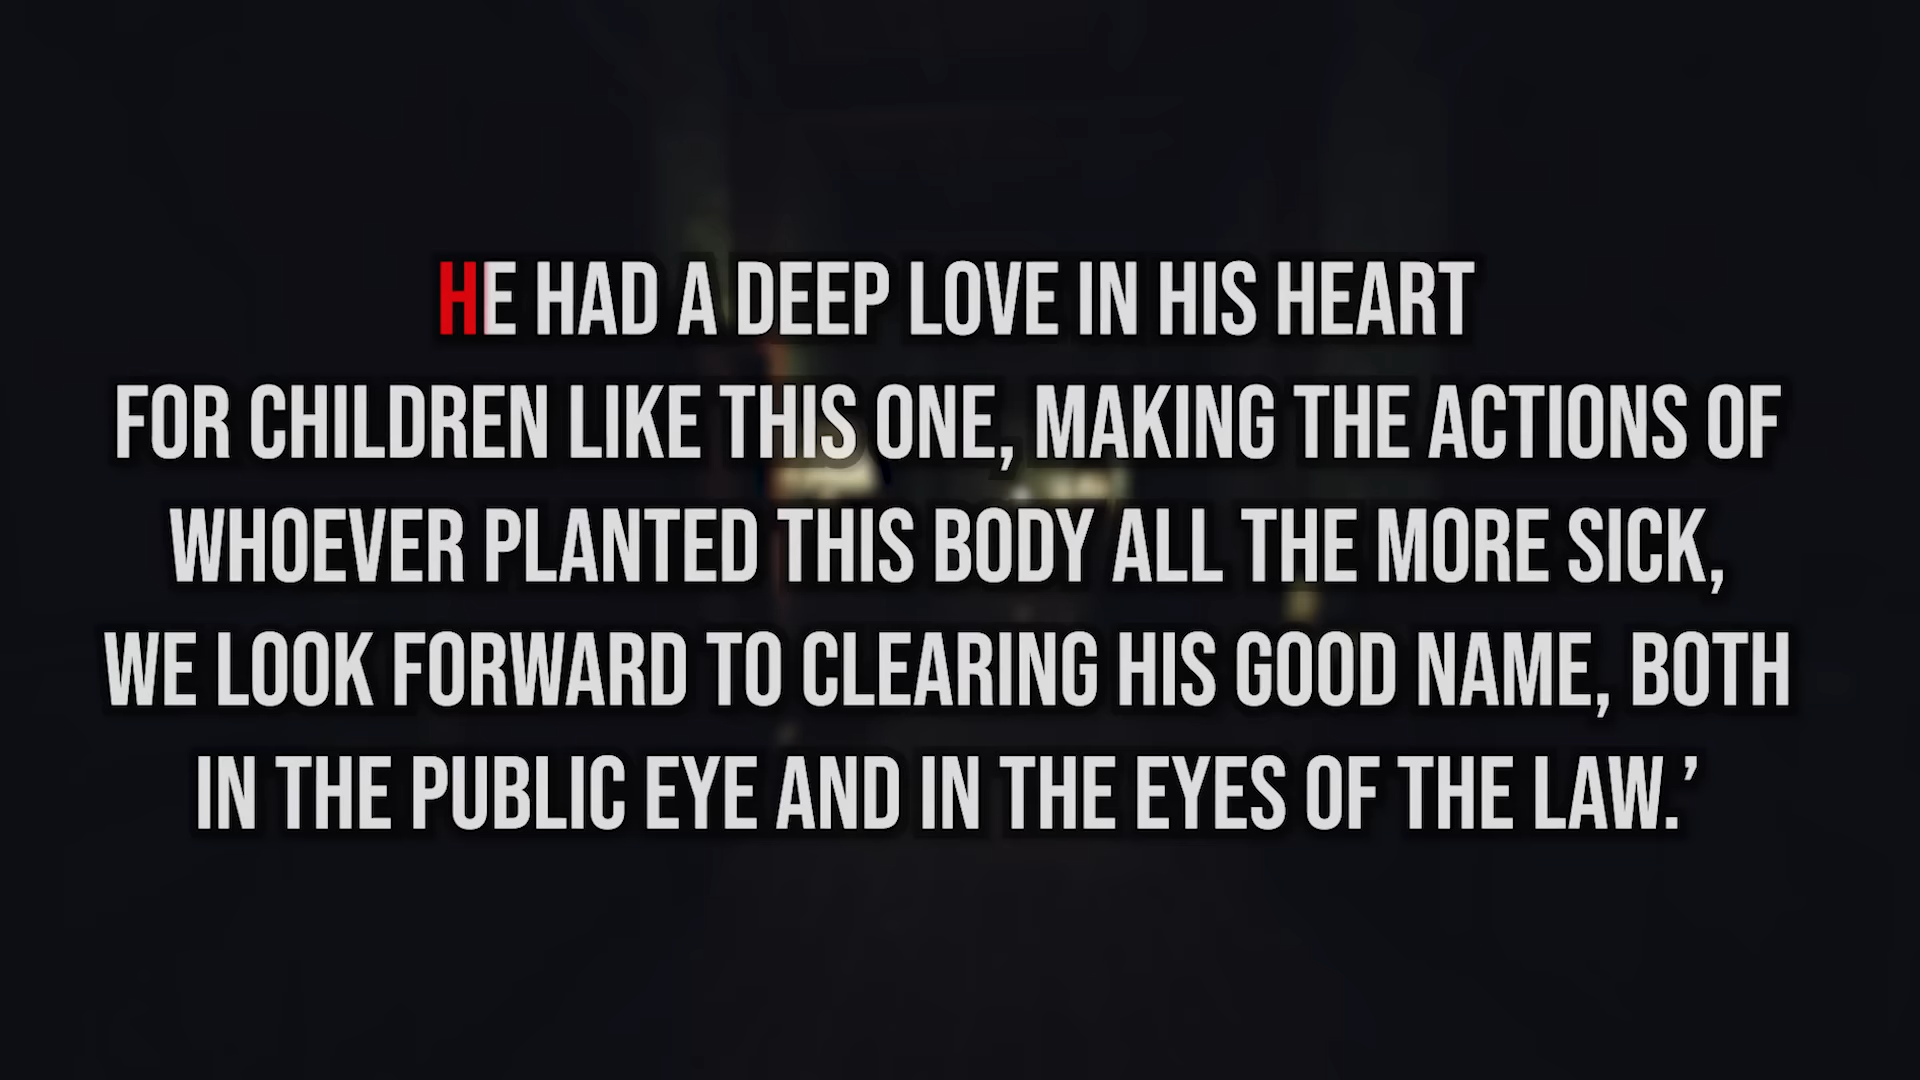 HE HAD A DEEP LOVE IN HIS HEART
FOR CHILDREN LIKE THIS ONE, MAKING THE ACTIONS OF
WHOEVER PLANTED THIS BODY ALL THE MORE SICK,
WE LOOK FORWARD TO CLEARING HIS GOOD NAME, BOTH
IN THE PUBLIC EYE AND IN THE EYES OF THE LAW.’